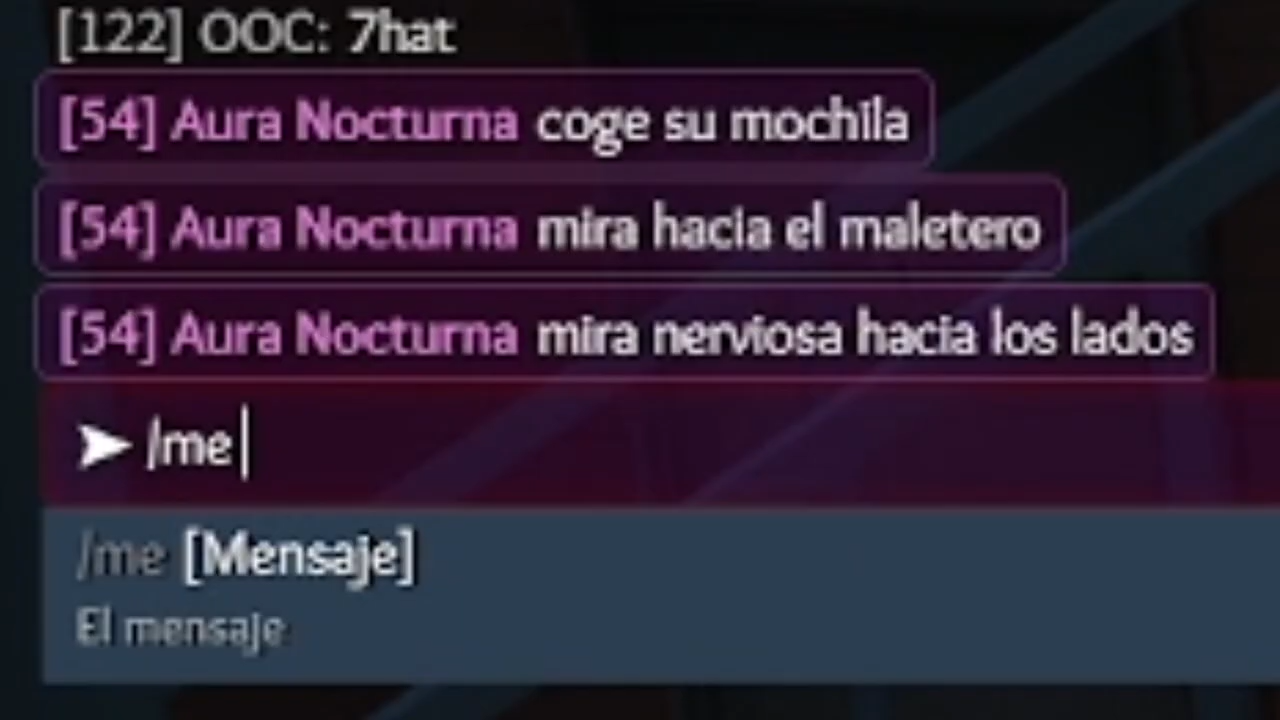 [122] OOC: 7hat
[54] Aura Nocturna coge su mochila
[54] Aura Nocturna mira hacia el maletero
[54] Aura Nocturna mira nerviosa hacia los lados
➤ /me
/me [Mensaje]
El mensaje